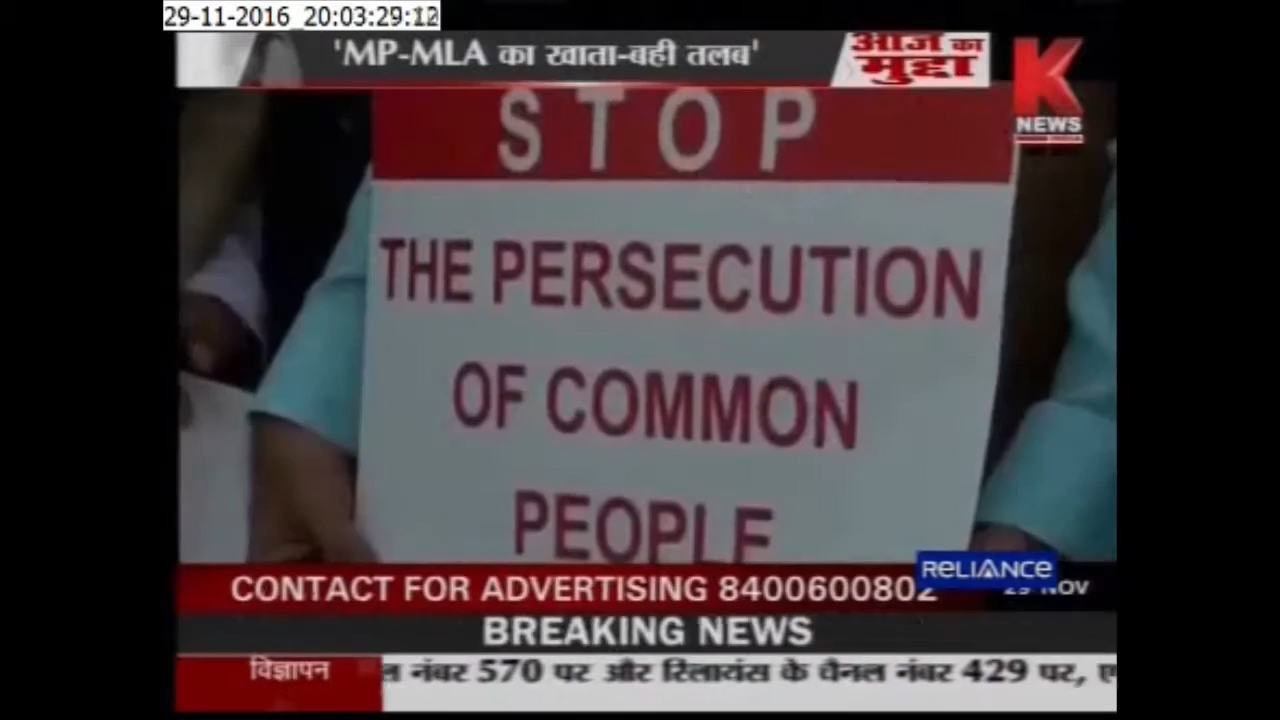 29-11-2016_20:03:29:12
'MP-MLA का खाता-बही तलब'
आज का
मुद्दा
K
NEWS
STOP
THE PERSECUTION
OF COMMON
PEOPLE
CONTACT FOR ADVERTISING 8400600802
RELIANCE
29 NOV
BREAKING NEWS
विज्ञापन
ल नंबर 570 पर और रिलायंस के चैनल नंबर 429 पर,